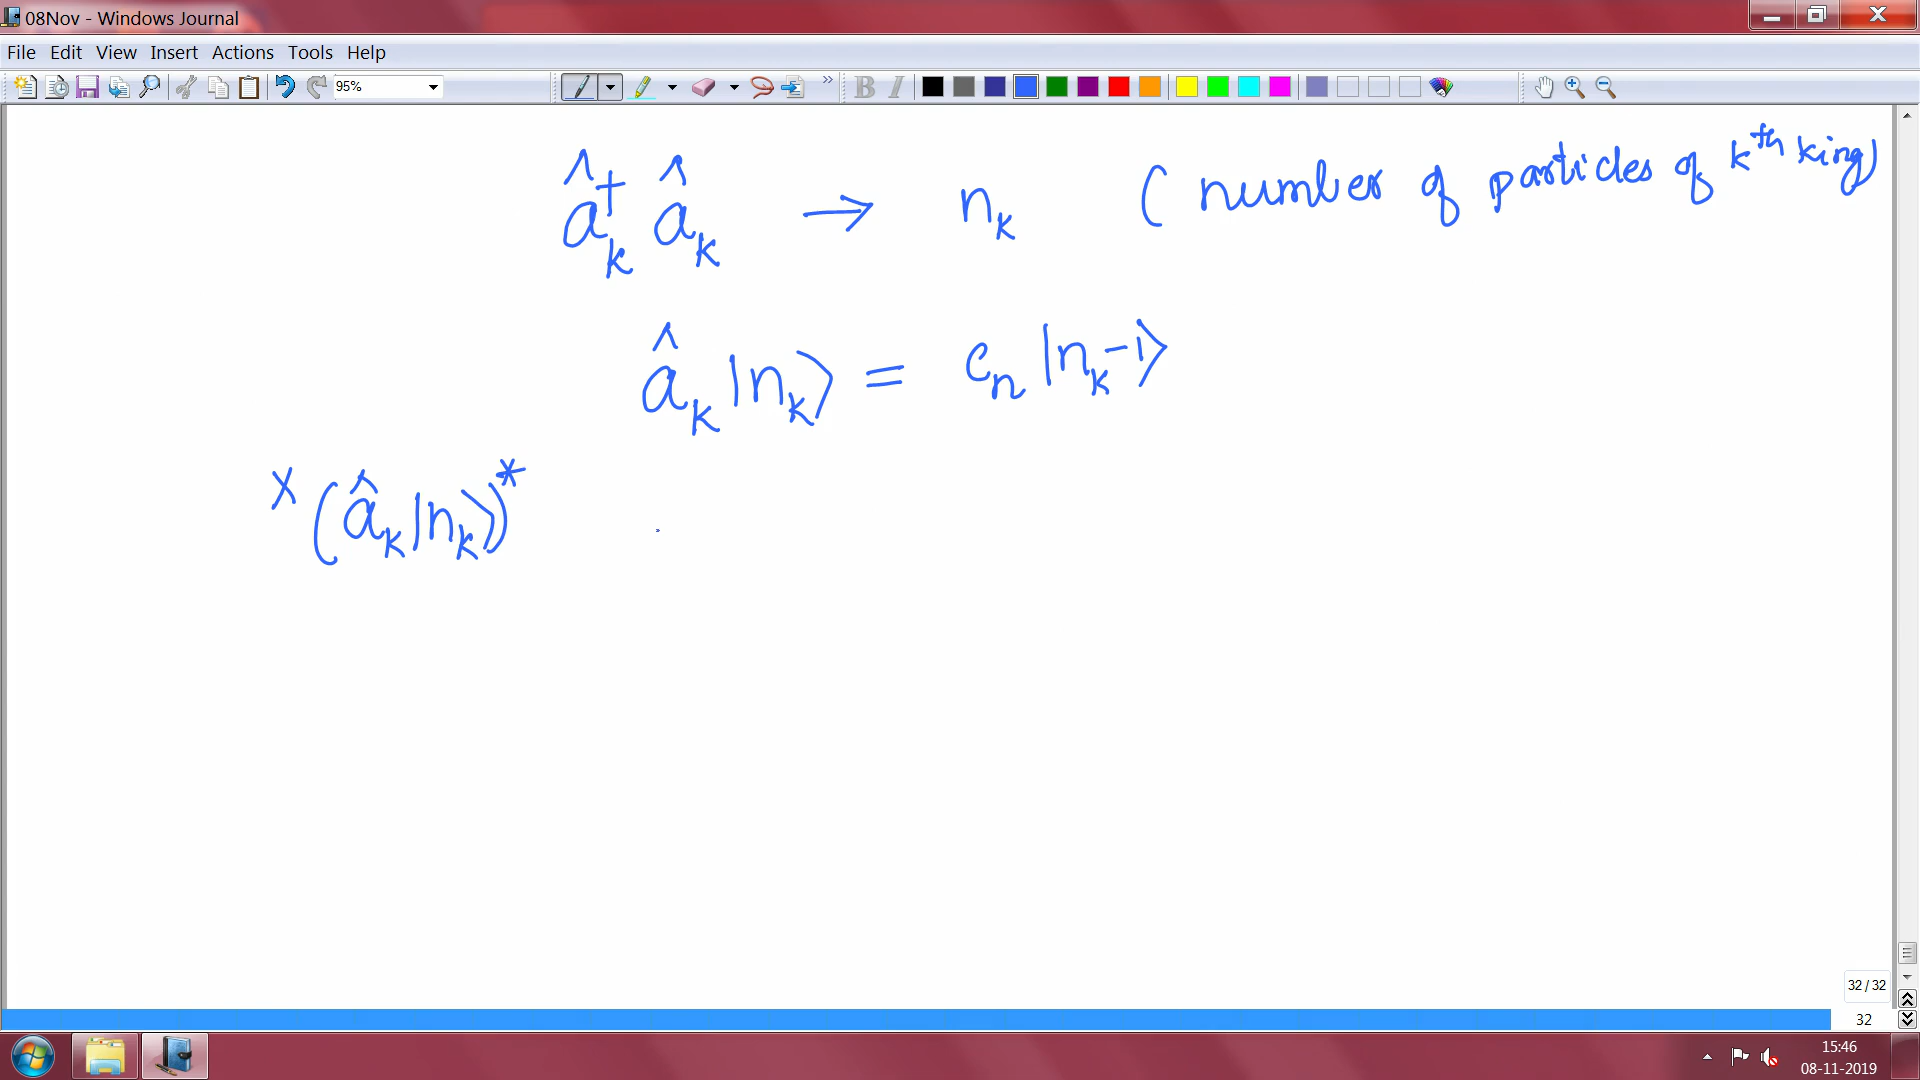 08Nov - Windows Journal
File Edit View Insert Actions Tools Help
95%
B I
â†ₖ âₖ → nₖ ( number of particles of kᵗʰ king)
âₖ |nₖ⟩ = cₙ |nₖ-1⟩
x (âₖ|nₖ⟩)*
32 / 32
32
15:46
08-11-2019